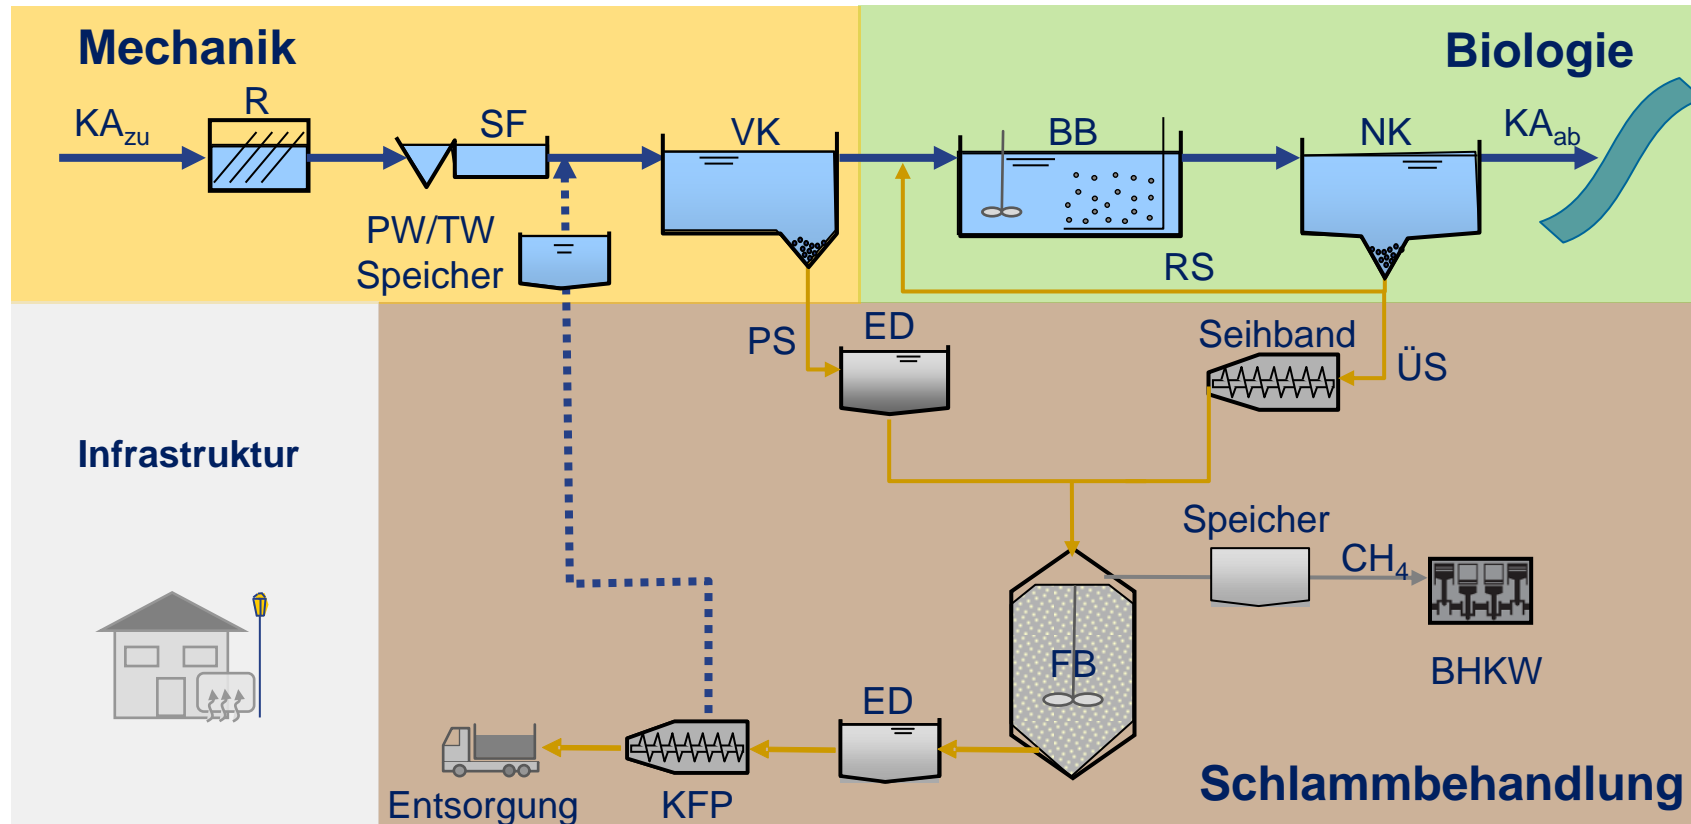 Mechanik
Biologie
KAzu
R
SF
VK
BB
NK
KAab
PW/TW
Speicher
RS
PS
ED
Seihband
ÜS
Infrastruktur
Speicher
CH4
FB
BHKW
ED
Entsorgung
KFP
Schlammbehandlung